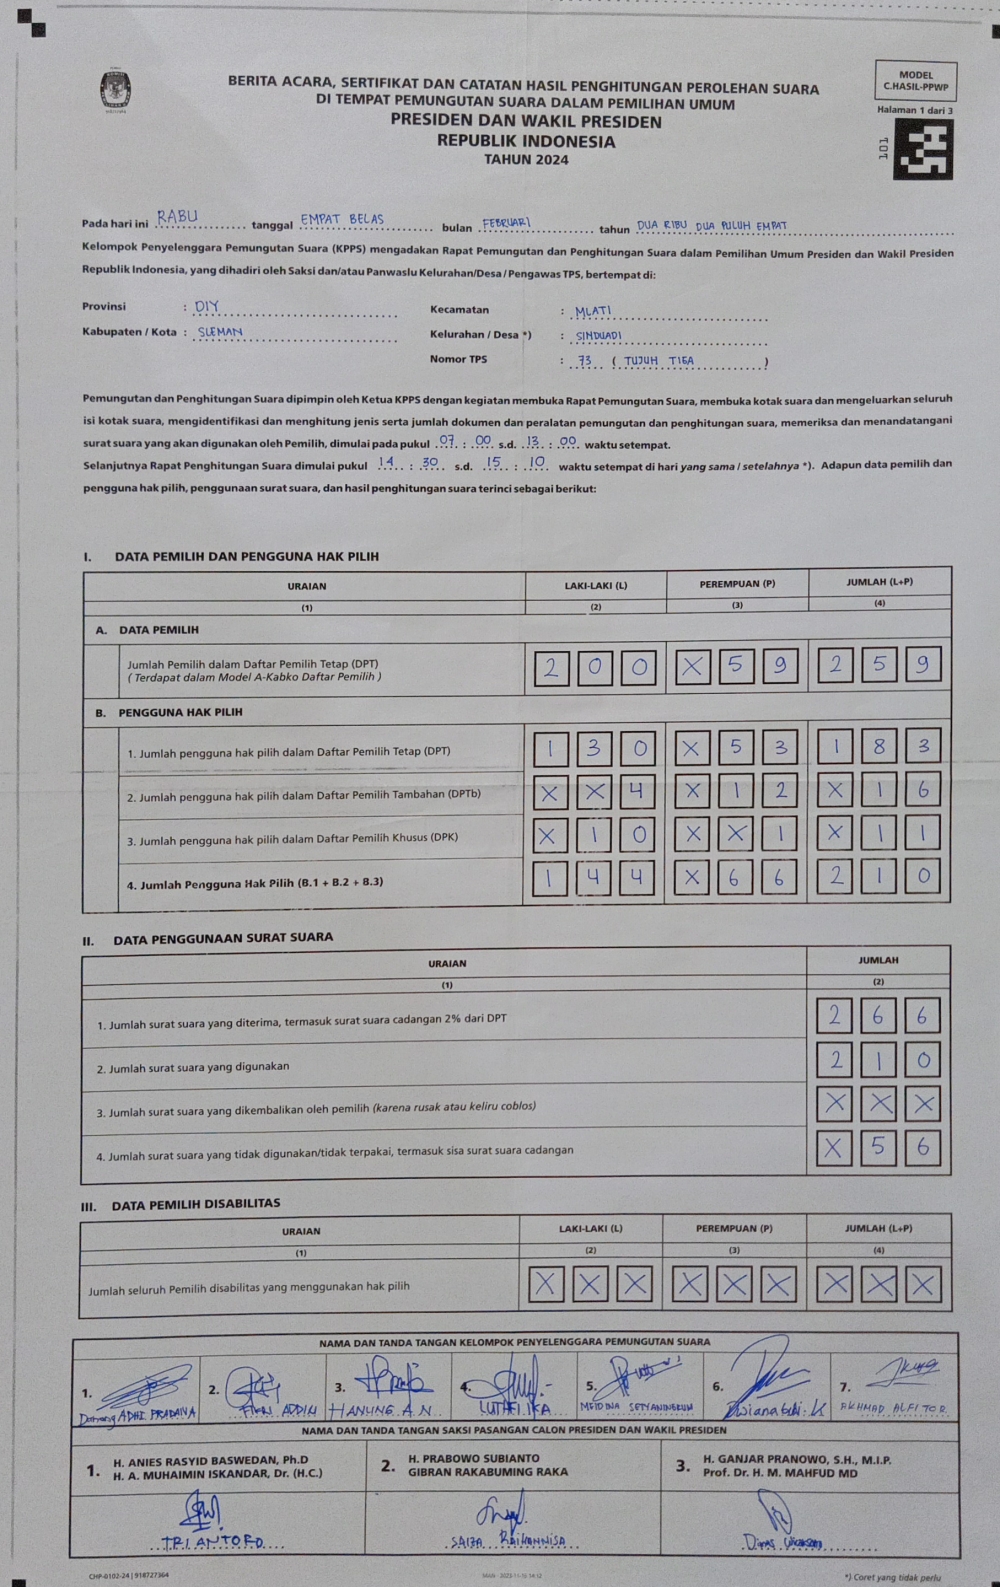 MODEL
C.HASIL-PPWP
BERITA ACARA, SERTIFIKAT DAN CATATAN HASIL PENGHITUNGAN PEROLEHAN SUARA
DI TEMPAT PEMUNGUTAN SUARA DALAM PEMILIHAN UMUM
PRESIDEN DAN WAKIL PRESIDEN
REPUBLIK INDONESIA
TAHUN 2024
Halaman 1 dari 3
101
Pada hari ini RABU tanggal EMPAT BELAS bulan FEBRUARI tahun DUA RIBU DUA PULUH EMPAT
Kelompok Penyelenggara Pemungutan Suara (KPPS) mengadakan Rapat Pemungutan dan Penghitungan Suara dalam Pemilihan Umum Presiden dan Wakil Presiden
Republik Indonesia, yang dihadiri oleh Saksi dan/atau Panwaslu Kelurahan/Desa / Pengawas TPS, bertempat di:
Provinsi : DIY Kecamatan : MLATI
Kabupaten / Kota : SLEMAN Kelurahan / Desa *) : SINDUADI
Nomor TPS : 73 ( TUJUH TIGA )
Pemungutan dan Penghitungan Suara dipimpin oleh Ketua KPPS dengan kegiatan membuka Rapat Pemungutan Suara, membuka kotak suara dan mengeluarkan seluruh
isi kotak suara, mengidentifikasi dan menghitung jenis serta jumlah dokumen dan peralatan pemungutan dan penghitungan suara, memeriksa dan menandatangani
surat suara yang akan digunakan oleh Pemilih, dimulai pada pukul 07 : 00 s.d. 13 : 00 waktu setempat.
Selanjutnya Rapat Penghitungan Suara dimulai pukul 14 : 30 s.d. 15 : 10 waktu setempat di hari yang sama / setelahnya *). Adapun data pemilih dan
pengguna hak pilih, penggunaan surat suara, dan hasil penghitungan suara terinci sebagai berikut:
I. DATA PEMILIH DAN PENGGUNA HAK PILIH
URAIAN LAKI-LAKI (L) PEREMPUAN (P) JUMLAH (L+P)
(1) (2) (3) (4)
A. DATA PEMILIH
Jumlah Pemilih dalam Daftar Pemilih Tetap (DPT) 2 0 0 X 5 9 2 5 9
( Terdapat dalam Model A-Kabko Daftar Pemilih )
B. PENGGUNA HAK PILIH
1. Jumlah pengguna hak pilih dalam Daftar Pemilih Tetap (DPT) 1 3 0 X 5 3 1 8 3
2. Jumlah pengguna hak pilih dalam Daftar Pemilih Tambahan (DPTb) X X 4 X 1 2 X 1 6
3. Jumlah pengguna hak pilih dalam Daftar Pemilih Khusus (DPK) X 1 0 X X 1 X 1 1
4. Jumlah Pengguna Hak Pilih (B.1 + B.2 + B.3) 1 4 4 X 6 6 2 1 0
II. DATA PENGGUNAAN SURAT SUARA
URAIAN JUMLAH
(1) (2)
1. Jumlah surat suara yang diterima, termasuk surat suara cadangan 2% dari DPT 2 6 6
2. Jumlah surat suara yang digunakan 2 1 0
3. Jumlah surat suara yang dikembalikan oleh pemilih (karena rusak atau keliru coblos) X X X
4. Jumlah surat suara yang tidak digunakan/tidak terpakai, termasuk sisa surat suara cadangan X 5 6
III. DATA PEMILIH DISABILITAS
URAIAN LAKI-LAKI (L) PEREMPUAN (P) JUMLAH (L+P)
(1) (2) (3) (4)
Jumlah seluruh Pemilih disabilitas yang menggunakan hak pilih X X X X X X X X X
NAMA DAN TANDA TANGAN KELOMPOK PENYELENGGARA PEMUNGUTAN SUARA
1. 2. 3. 4. 5. 6. 7.
ADHI PRADANA ADDIN HANUNG A.N LUTHFI IKA MEIDINA SETYANINGRUM AKHMAD
NAMA DAN TANDA TANGAN SAKSI PASANGAN CALON PRESIDEN DAN WAKIL PRESIDEN
1. H. ANIES RASYID BASWEDAN, Ph.D
H. A. MUHAIMIN ISKANDAR, Dr. (H.C.)
2. H. PRABOWO SUBIANTO
GIBRAN RAKABUMING RAKA
3. H. GANJAR PRANOWO, S.H., M.I.P.
Prof. Dr. H. M. MAHFUD MD
TRI ANTORO SALZA Raihannisa Dimas
CHP-0102-24 | 918727364
*) Coret yang tidak perlu